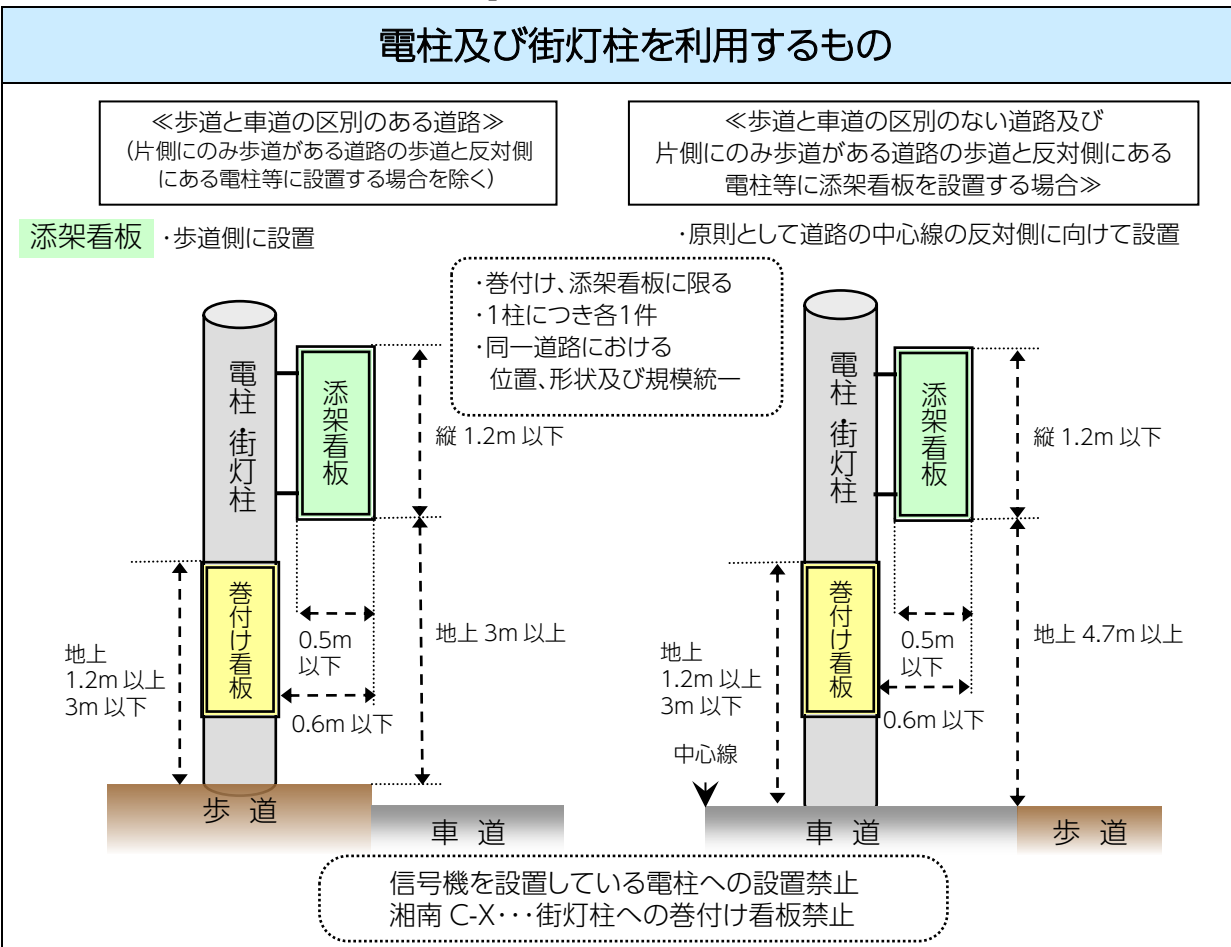 電柱及び街灯柱を利用するもの
≪歩道と車道の区別のある道路≫
(片側にのみ歩道がある道路の歩道と反対側
にある電柱等に設置する場合を除く)
≪歩道と車道の区別のない道路及び
片側にのみ歩道がある道路の歩道と反対側にある
電柱等に添架看板を設置する場合≫
添架看板 ・歩道側に設置
・原則として道路の中心線の反対側に向けて設置
・巻付け、添架看板に限る
・1柱につき各1件
・同一道路における
位置、形状及び規模統一
電柱・街灯柱
添架看板
縦 1.2m 以下
巻付け看板
0.5m
以下
地上 3m 以上
地上
1.2m 以上
3m 以下
0.6m 以下
歩 道
車 道
電柱・街灯柱
添架看板
縦 1.2m 以下
巻付け看板
0.5m
以下
地上 4.7m 以上
地上
1.2m 以上
3m 以下
0.6m 以下
中心線
車 道
歩 道
信号機を設置している電柱への設置禁止
湘南 C-X・・・街灯柱への巻付け看板禁止